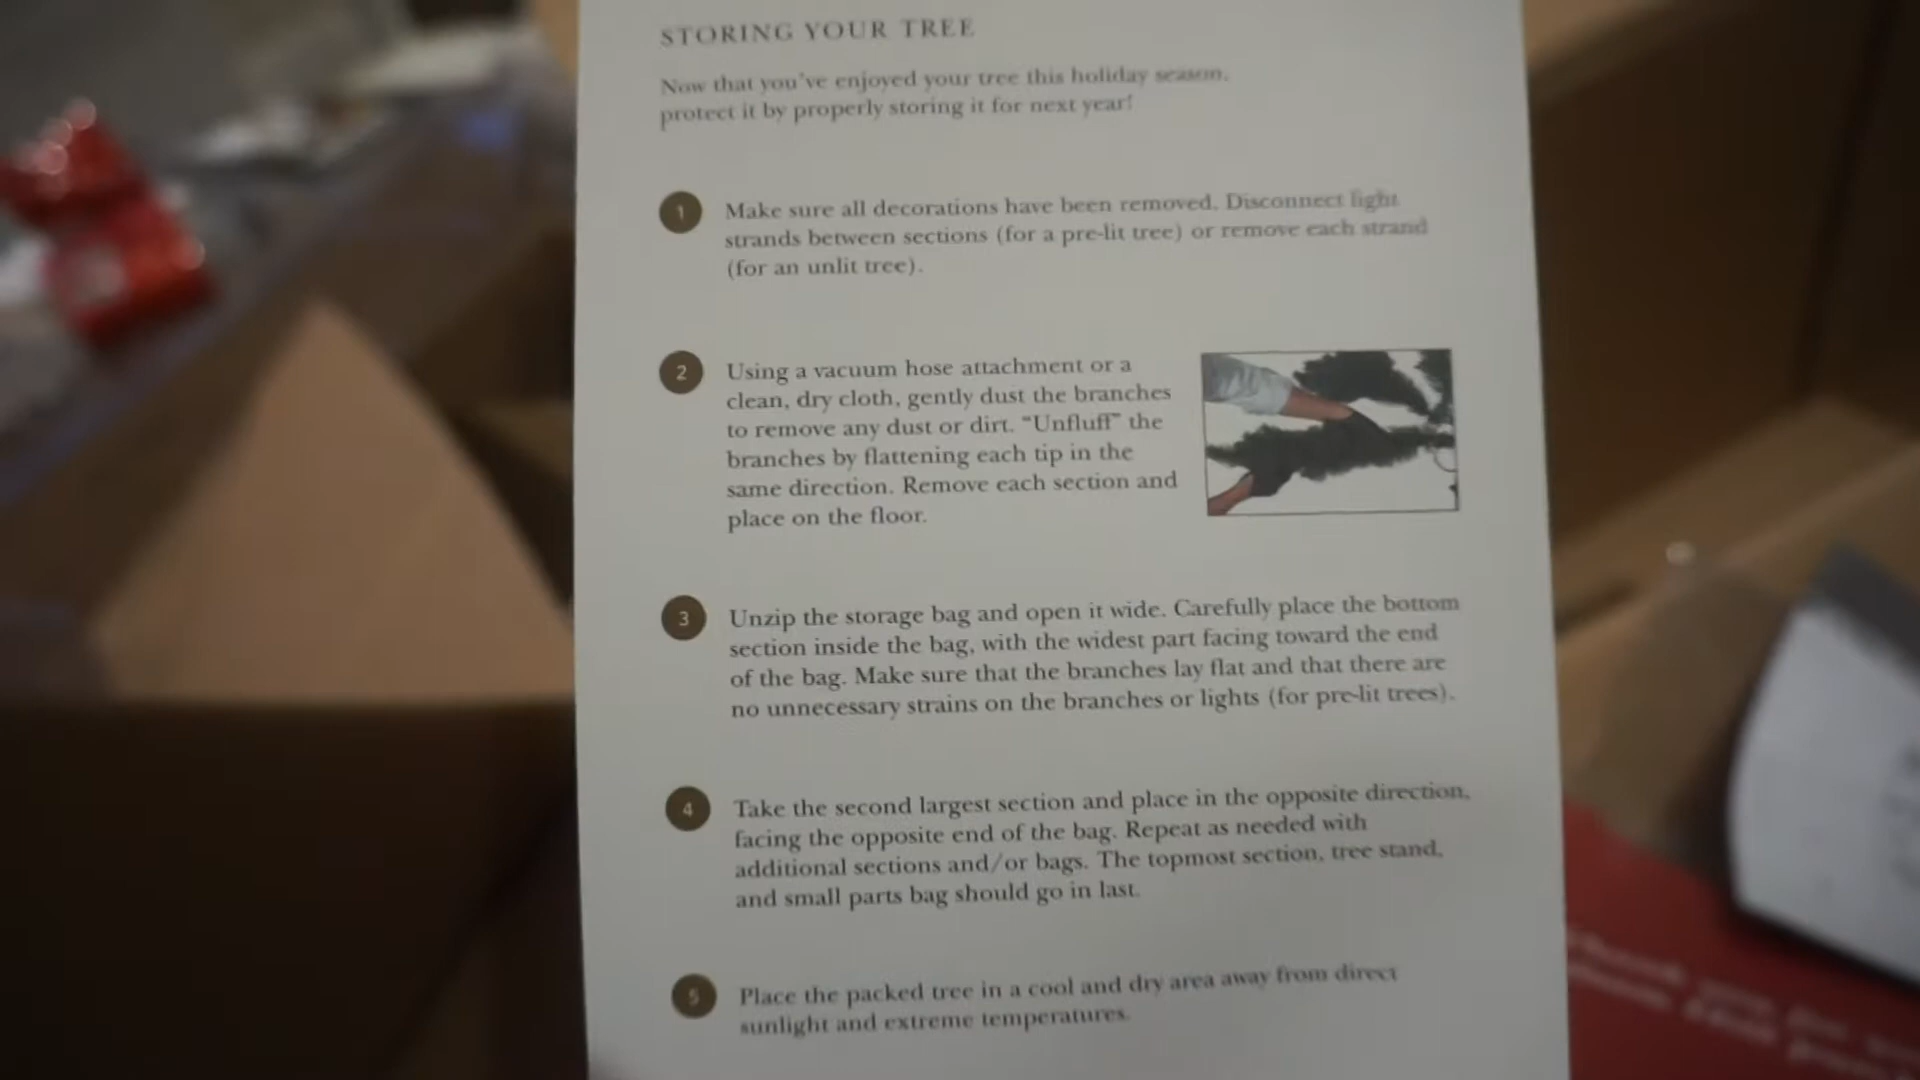 STORING YOUR TREE
Now that you've enjoyed your tree this holiday season,
protect it by properly storing it for next year!
1
Make sure all decorations have been removed. Disconnect light
strands between sections (for a pre-lit tree) or remove each strand
(for an unlit tree).
2
Using a vacuum hose attachment or a
clean, dry cloth, gently dust the branches
to remove any dust or dirt. "Unfluff" the
branches by flattening each tip in the
same direction. Remove each section and
place on the floor.
3
Unzip the storage bag and open it wide. Carefully place the bottom
section inside the bag, with the widest part facing toward the end
of the bag. Make sure that the branches lay flat and that there are
no unnecessary strains on the branches or lights (for pre-lit trees).
4
Take the second largest section and place in the opposite direction,
facing the opposite end of the bag. Repeat as needed with
additional sections and/or bags. The topmost section, tree stand,
and small parts bag should go in last.
5
Place the packed tree in a cool and dry area away from direct
sunlight and extreme temperatures.